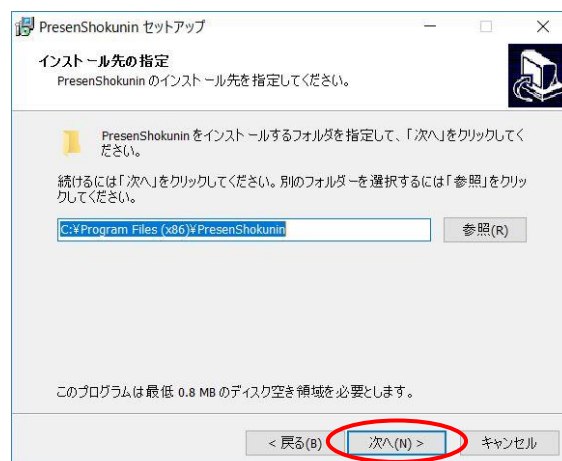 PresenShokunin セットアップ
インストール先の指定
PresenShokunin のインストール先を指定してください。
PresenShokunin をインストールするフォルダを指定して、「次へ」をクリックしてく
ださい。
続けるには「次へ」をクリックしてください。別のフォルダーを選択するには「参照」をクリッ
クしてください。
C:¥Program Files (x86)¥PresenShokunin
参照(R)
このプログラムは最低 0.8 MB のディスク空き領域を必要とします。
< 戻る(B)
次へ(N) >
キャンセル